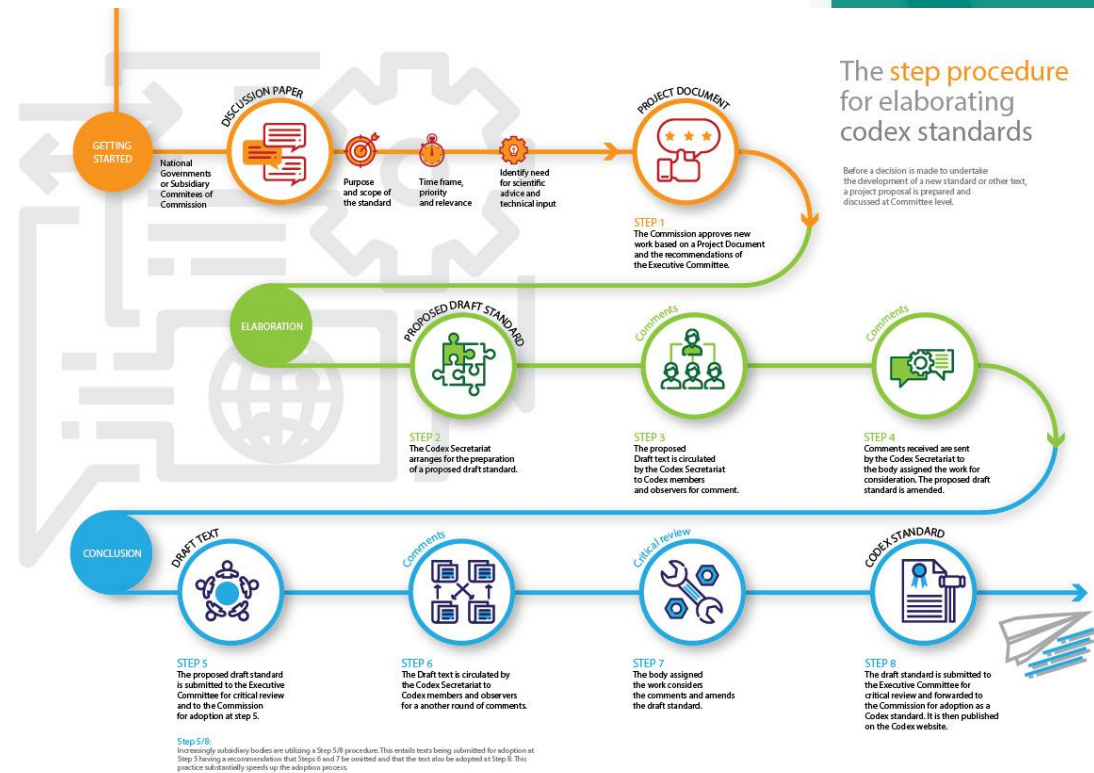 The step procedure
for elaborating
codex standards
Before a decision is made to undertake
the development of a new standard or other text,
a project proposal is prepared and
discussed at Committee level.
GETTING
STARTED
National
Governments
or Subsidiary
Commitees of
Commission
DISCUSSION PAPER
Purpose
and scope of
the standard
Time frame,
priority
and relevance
Identify need
for scientific
advice and
technical input
PROJECT DOCUMENT
STEP 1
The Commission approves new
work based on a Project Document
and the recommendations of
the Executive Committee.
ELABORATION
PROPOSED DRAFT STANDARD
STEP 2
The Codex Secretariat
arranges for the preparation
of a proposed draft standard.
Comments
STEP 3
The proposed
Draft text is circulated
by the Codex Secretariat
to Codex members
and observers for comment.
Comments
STEP 4
Comments received are sent
by the Codex Secretariat to
the body assigned the work for
consideration. The proposed draft
standard is amended.
CONCLUSION
DRAFT TEXT
STEP 5
The proposed draft standard
is submitted to the Executive
Committee for critical review
and to the Commission
for adoption at step 5.
Comments
STEP 6
The Draft text is circulated by
the Codex Secretariat to
Codex members and observers
for a another round of comments.
Critical review
STEP 7
The body assigned
the work considers
the comments and amends
the draft standard.
CODEX STANDARD
STEP 8
The draft standard is submitted to
the Executive Committee for
critical review and forwarded to
the Commission for adoption as a
Codex standard. It is then published
on the Codex website.
Step 5/8:
Increasingly subsidiary bodies are utilizing a Step 5/8 procedure. This entails texts being submitted for adoption at
Step 5 having a recommendation that Steps 6 and 7 be omitted and that the text also be adopted at Step 8. This
practice substantially speeds up the adoption process.